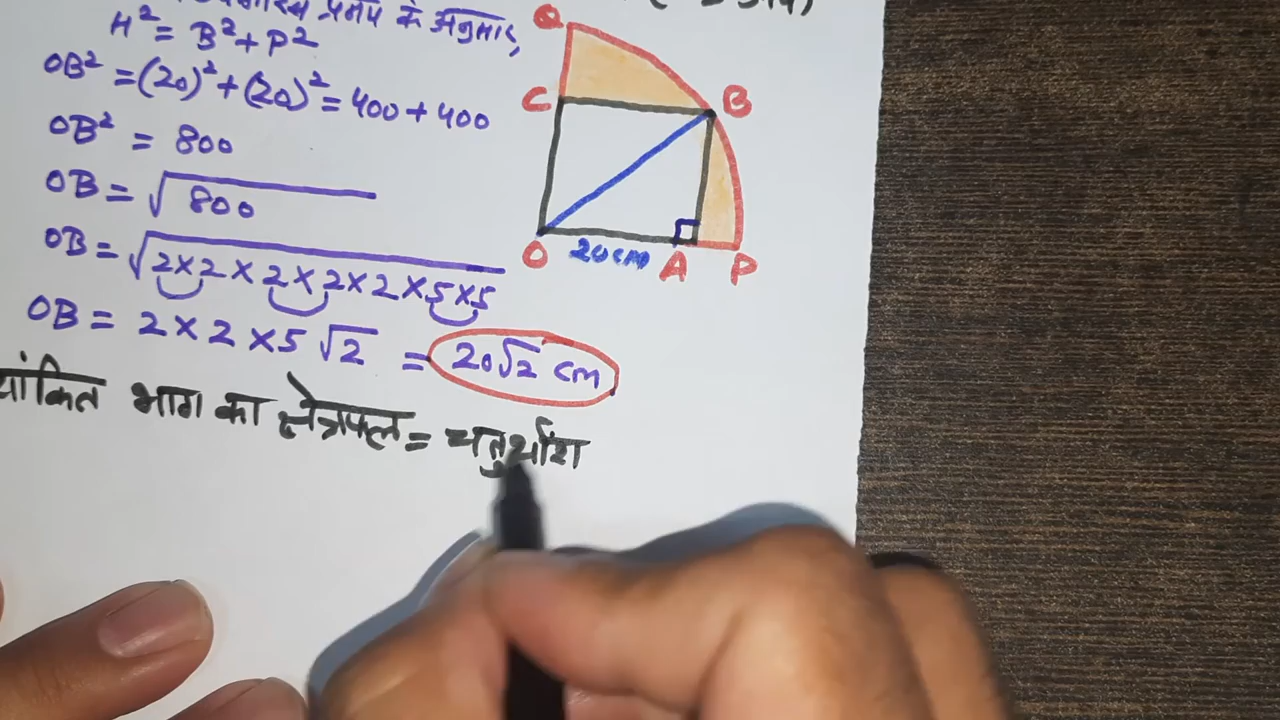 के अनुसार,
H² = B² + P²
OB² = (20)² + (20)² = 400 + 400
OB² = 800
OB = √800
OB = √2×2×2×2×2×5×5
OB = 2×2×5√2 = 20√2 cm
यांकित भाग का क्षेत्रफल = चतुर्थांश
Q
C
B
O
20cm
A
P